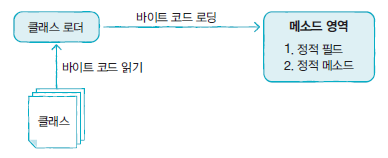 바이트 코드 로딩
클래스 로더
메소드 영역
1. 정적 필드
2. 정적 메소드
바이트 코드 읽기
클래스